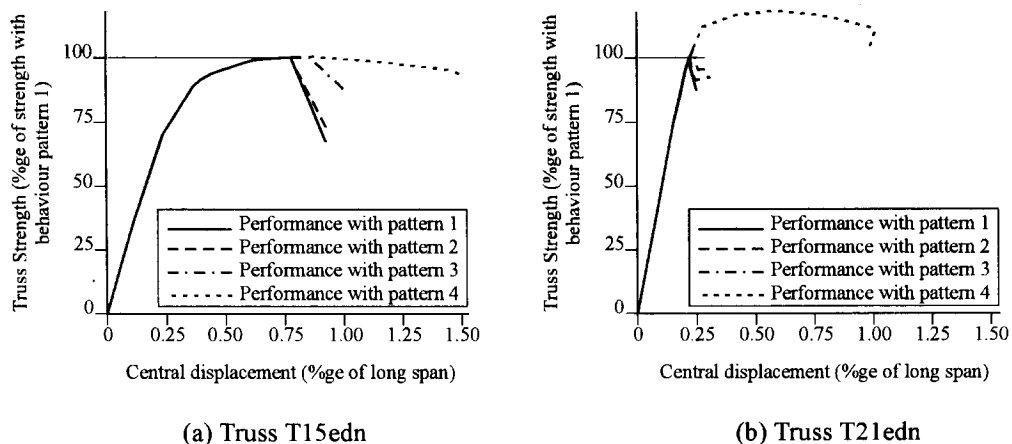 Truss Strength (%ge of strength with
behaviour pattern 1)
100
75
50
25
0
Performance with pattern 1
Performance with pattern 2
Performance with pattern 3
Performance with pattern 4
0 0.25 0.50 0.75 1.00 1.25 1.50
Central displacement (%ge of long span)
(a) Truss T15edn
Truss Strength (%ge of strength with
behaviour pattern 1)
100
75
50
25
0
Performance with pattern 1
Performance with pattern 2
Performance with pattern 3
Performance with pattern 4
0 0.25 0.50 0.75 1.00 1.25 1.50
Central displacement (%ge of long span)
(b) Truss T21edn